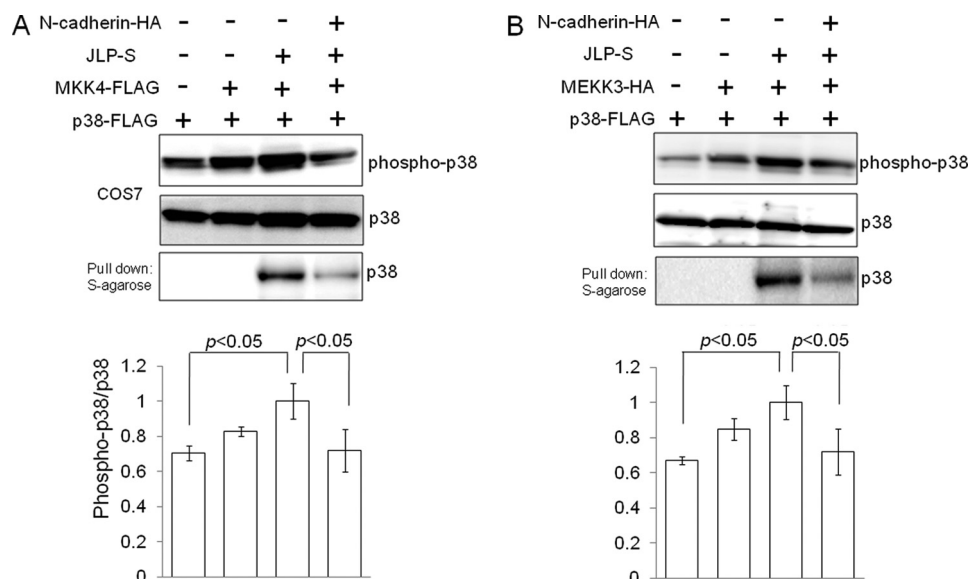 A
N-cadherin-HA - - - +
JLP-S - - + +
MKK4-FLAG - + + +
p38-FLAG + + + +
phospho-p38
COS7
p38
Pull down:
S-agarose
p38
p<0.05 p<0.05
Phospho-p38/p38
1.2
1
0.8
0.6
0.4
0.2
0
B
N-cadherin-HA - - - +
JLP-S - - + +
MEKK3-HA - + + +
p38-FLAG + + + +
phospho-p38
p38
Pull down:
S-agarose
p38
p<0.05 p<0.05
1.2
1
0.8
0.6
0.4
0.2
0